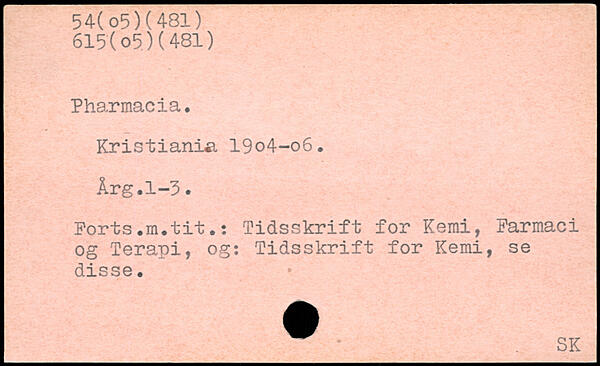 54(o5)(481)
615(o5)(481)
Pharmacia.
Kristiania 19o4-o6.
Årg.1-3.
Forts.m.tit.: Tidsskrift for Kemi, Farmaci
og Terapi, og: Tidsskrift for Kemi, se
disse.
SK